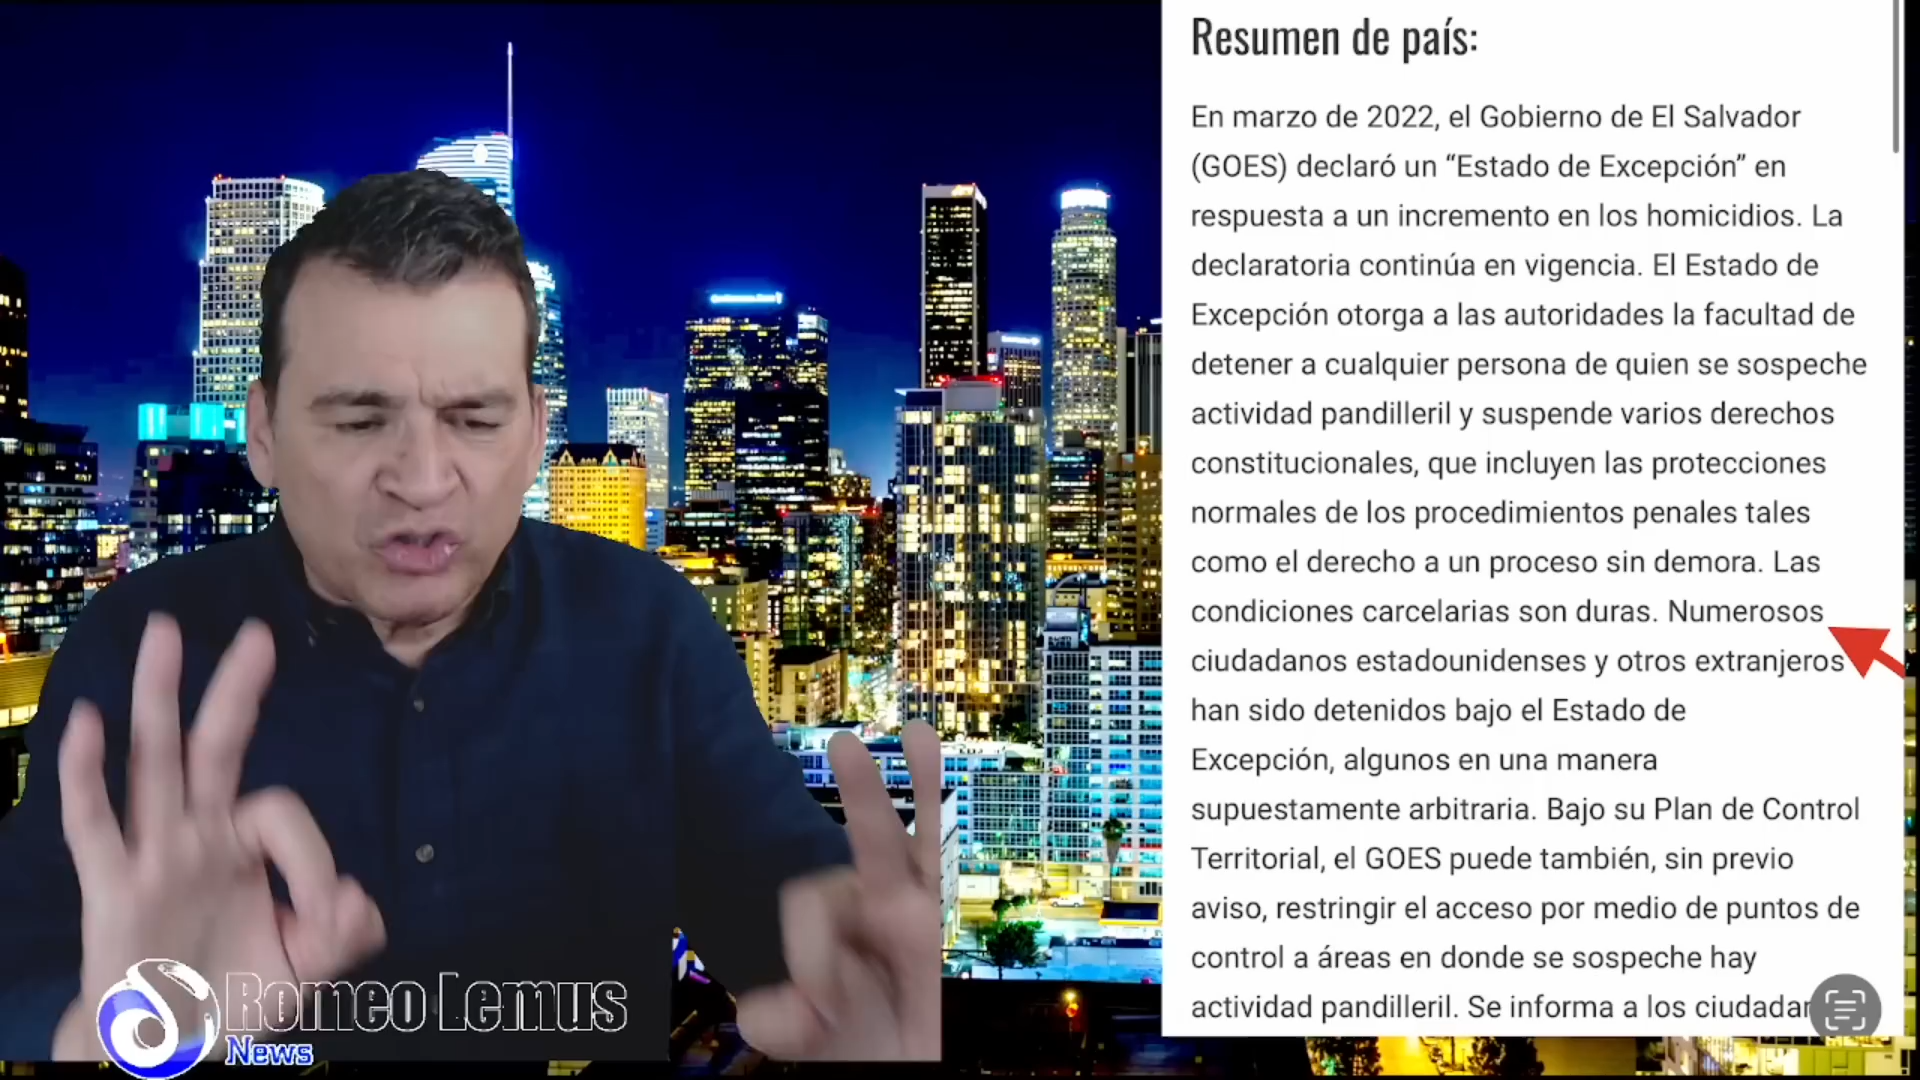 Resumen de país:
En marzo de 2022, el Gobierno de El Salvador
(GOES) declaró un “Estado de Excepción” en
respuesta a un incremento en los homicidios. La
declaratoria continúa en vigencia. El Estado de
Excepción otorga a las autoridades la facultad de
detener a cualquier persona de quien se sospeche
actividad pandilleril y suspende varios derechos
constitucionales, que incluyen las protecciones
normales de los procedimientos penales tales
como el derecho a un proceso sin demora. Las
condiciones carcelarias son duras. Numerosos
ciudadanos estadounidenses y otros extranjeros
han sido detenidos bajo el Estado de
Excepción, algunos en una manera
supuestamente arbitraria. Bajo su Plan de Control
Territorial, el GOES puede también, sin previo
aviso, restringir el acceso por medio de puntos de
control a áreas en donde se sospeche hay
actividad pandilleril. Se informa a los ciudadan
Romeo Lemus
News